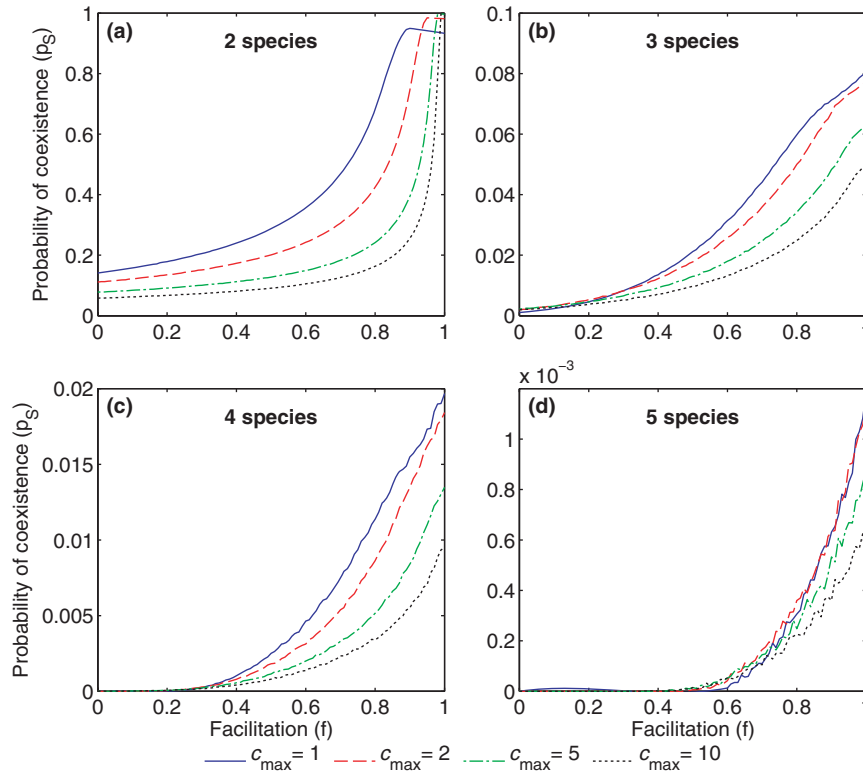 (a) 2 species
Probability of coexistence (pS)
1
0.8
0.6
0.4
0.2
0
0 0.2 0.4 0.6 0.8 1
(b) 3 species
0.1
0.08
0.06
0.04
0.02
0
0 0.2 0.4 0.6 0.8 1
(c) 4 species
Probability of coexistence (pS)
0.02
0.015
0.01
0.005
0
0 0.2 0.4 0.6 0.8 1
Facilitation (f)
x 10⁻³
(d) 5 species
1
0.8
0.6
0.4
0.2
0
0 0.2 0.4 0.6 0.8 1
Facilitation (f)
cmax= 1 cmax= 2 cmax= 5 cmax= 10